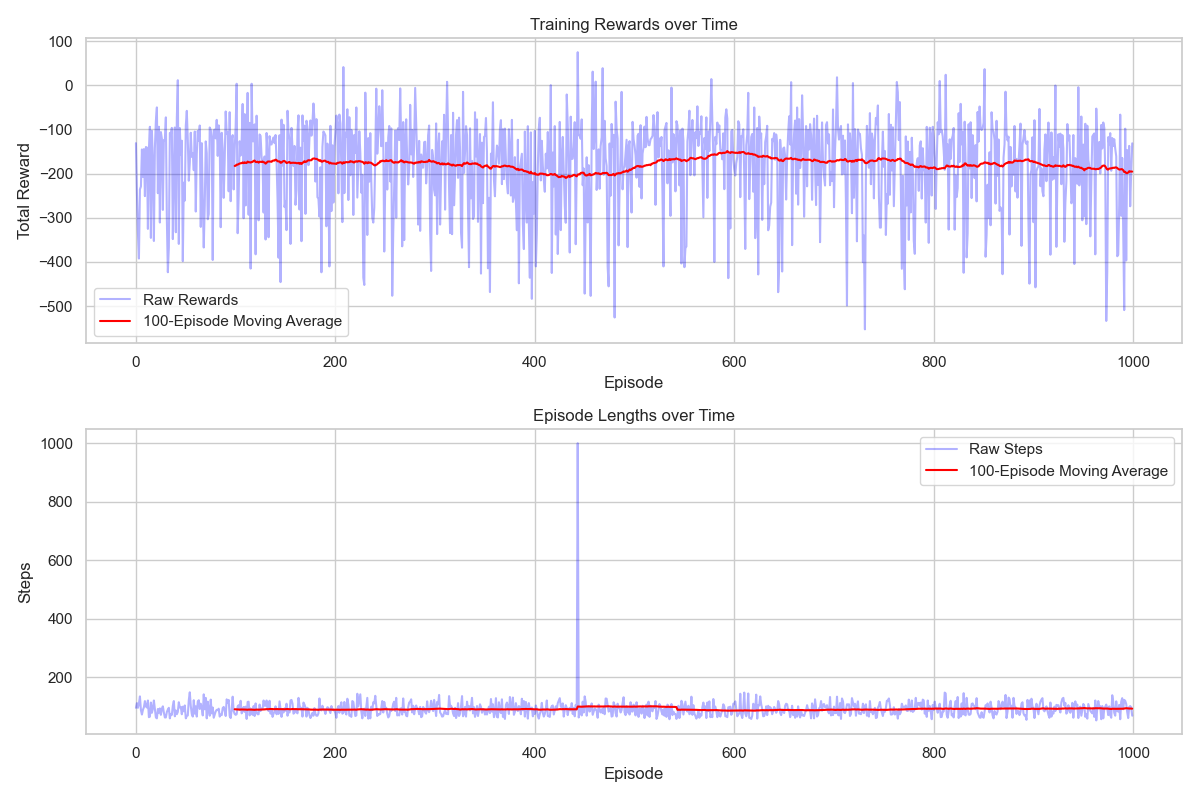 Training Rewards over Time
100
0
−100
−200
−300
−400
−500
Total Reward
Raw Rewards
100-Episode Moving Average
0
200
400
600
800
1000
Episode
Episode Lengths over Time
1000
800
600
400
200
Steps
Raw Steps
100-Episode Moving Average
0
200
400
600
800
1000
Episode